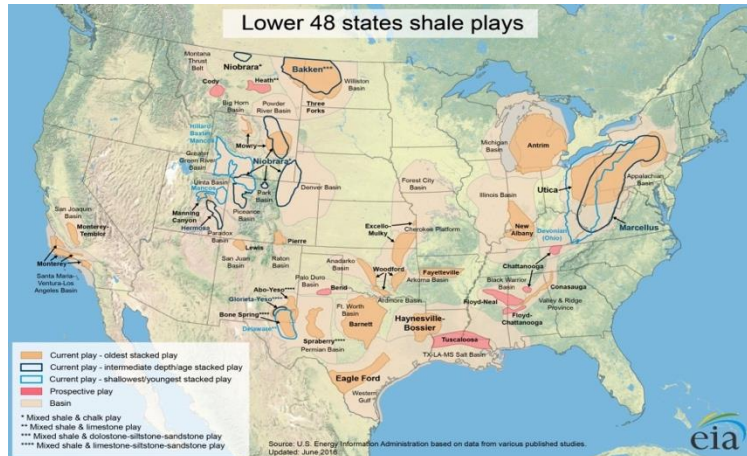 Lower 48 states shale plays
Montana
Thrust
Belt
Niobrara*
Bakken***
Cody
Heath**
Williston
Basin
Big Horn
Basin
Powder
River Basin
Three
Forks
Hilliard-
Baxter-
Mancos
Mowry
Greater
Green River
Basin
Niobrara*
Michigan
Basin
Antrim
Uinta Basin
Mancos
Park
Basin
Denver Basin
Forest City
Basin
Illinois Basin
Utica
Appalachian
Basin
San Joaquin Basin
Monterey-
Temblor
Manning
Canyon
Piceance
Basin
Hermosa
Paradox
Basin
Excello-
Mulky
Cherokee Platform
New
Albany
Devonian
(Ohio)
Marcellus
Monterey
Lewis
Pierre
San Juan
Basin
Raton
Basin
Anadarko
Basin
Woodford
Fayetteville
Chattanooga
Santa Maria-
Ventura-Los
Angeles Basin
Abo-Yeso****
Glorieta-Yeso****
Palo Duro
Basin
Bend
Ardmore Basin
Arkoma Basin
Black Warrior
Basin
Conasauga
Bone Spring****
Delaware**
Ft. Worth
Basin
Floyd-Neal
Valley & Ridge
Province
Spraberry****
Permian Basin
Barnett
Haynesville-
Bossier
Floyd-
Chattanooga
Tuscaloosa
TX-LA-MS Salt Basin
Eagle Ford
Western
Gulf
Current play - oldest stacked play
Current play - intermediate depth/age stacked play
Current play - shallowest/youngest stacked play
Prospective play
Basin
* Mixed shale & chalk play
** Mixed shale & limestone play
*** Mixed shale & dolostone-siltstone-sandstone play
**** Mixed shale & limestone-siltstone-sandstone play
Source: U.S. Energy Information Administration based on data from various published studies.
Updated: June 2016
eia